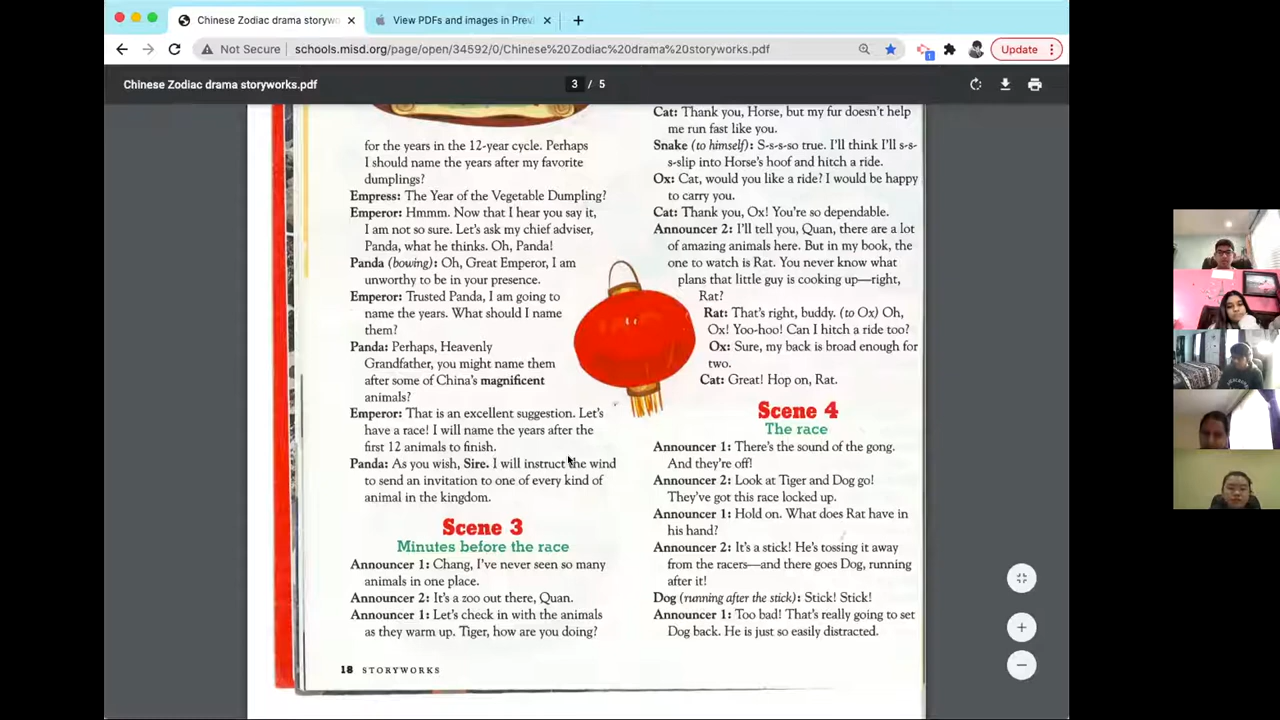 Chinese Zodiac drama storywo
View PDFs and images in Previ
Not Secure
schools.misd.org/page/open/34592/0/Chinese%20Zodiac%20drama%20storyworks.pdf
1
Update
Chinese Zodiac drama storyworks.pdf
3 / 5
for the years in the 12-year cycle. Perhaps
I should name the years after my favorite
dumplings?
Empress: The Year of the Vegetable Dumpling?
Emperor: Hmmm. Now that I hear you say it,
I am not so sure. Let's ask my chief adviser,
Panda, what he thinks. Oh, Panda!
Panda (bowing): Oh, Great Emperor, I am
unworthy to be in your presence.
Emperor: Trusted Panda, I am going to
name the years. What should I name
them?
Panda: Perhaps, Heavenly
Grandfather, you might name them
after some of China's magnificent
animals?
Emperor: That is an excellent suggestion. Let's
have a race! I will name the years after the
first 12 animals to finish.
Panda: As you wish, Sire. I will instruct the wind
to send an invitation to one of every kind of
animal in the kingdom.
Scene 3
Minutes before the race
Announcer 1: Chang, I've never seen so many
animals in one place.
Announcer 2: It's a zoo out there, Quan.
Announcer 1: Let's check in with the animals
as they warm up. Tiger, how are you doing?
18 STORYWORKS
Cat: Thank you, Horse, but my fur doesn't help
me run fast like you.
Snake (to himself): S-s-s-so true. I'll think I'll s-s-
s-slip into Horse's hoof and hitch a ride.
Ox: Cat, would you like a ride? I would be happy
to carry you.
Cat: Thank you, Ox! You're so dependable.
Announcer 2: I'll tell you, Quan, there are a lot
of amazing animals here. But in my book, the
one to watch is Rat. You never know what
plans that little guy is cooking up—right,
Rat?
Rat: That's right, buddy. (to Ox) Oh,
Ox! Yoo-hoo! Can I hitch a ride too?
Ox: Sure, my back is broad enough for
two.
Cat: Great! Hop on, Rat.
Scene 4
The race
Announcer 1: There's the sound of the gong.
And they're off!
Announcer 2: Look at Tiger and Dog go!
They've got this race locked up.
Announcer 1: Hold on. What does Rat have in
his hand?
Announcer 2: It's a stick! He's tossing it away
from the racers—and there goes Dog, running
after it!
Dog (running after the stick): Stick! Stick!
Announcer 1: Too bad! That's really going to set
Dog back. He is just so easily distracted.